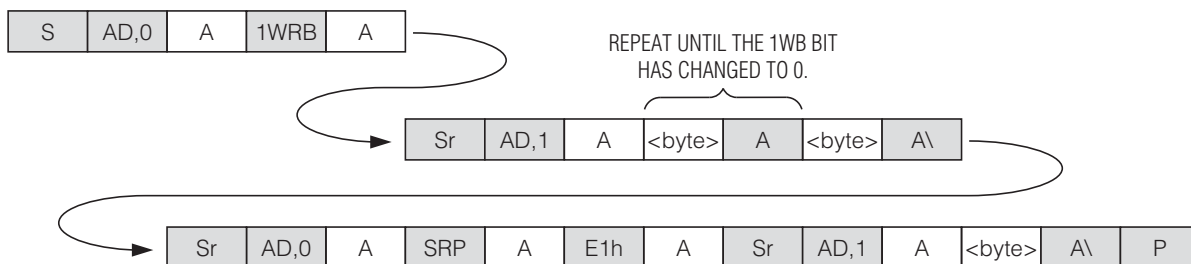 S AD,0 A 1WRB A
REPEAT UNTIL THE 1WB BIT
HAS CHANGED TO 0.
Sr AD,1 A <byte> A <byte> A\
Sr AD,0 A SRP A E1h A Sr AD,1 A <byte> A\ P